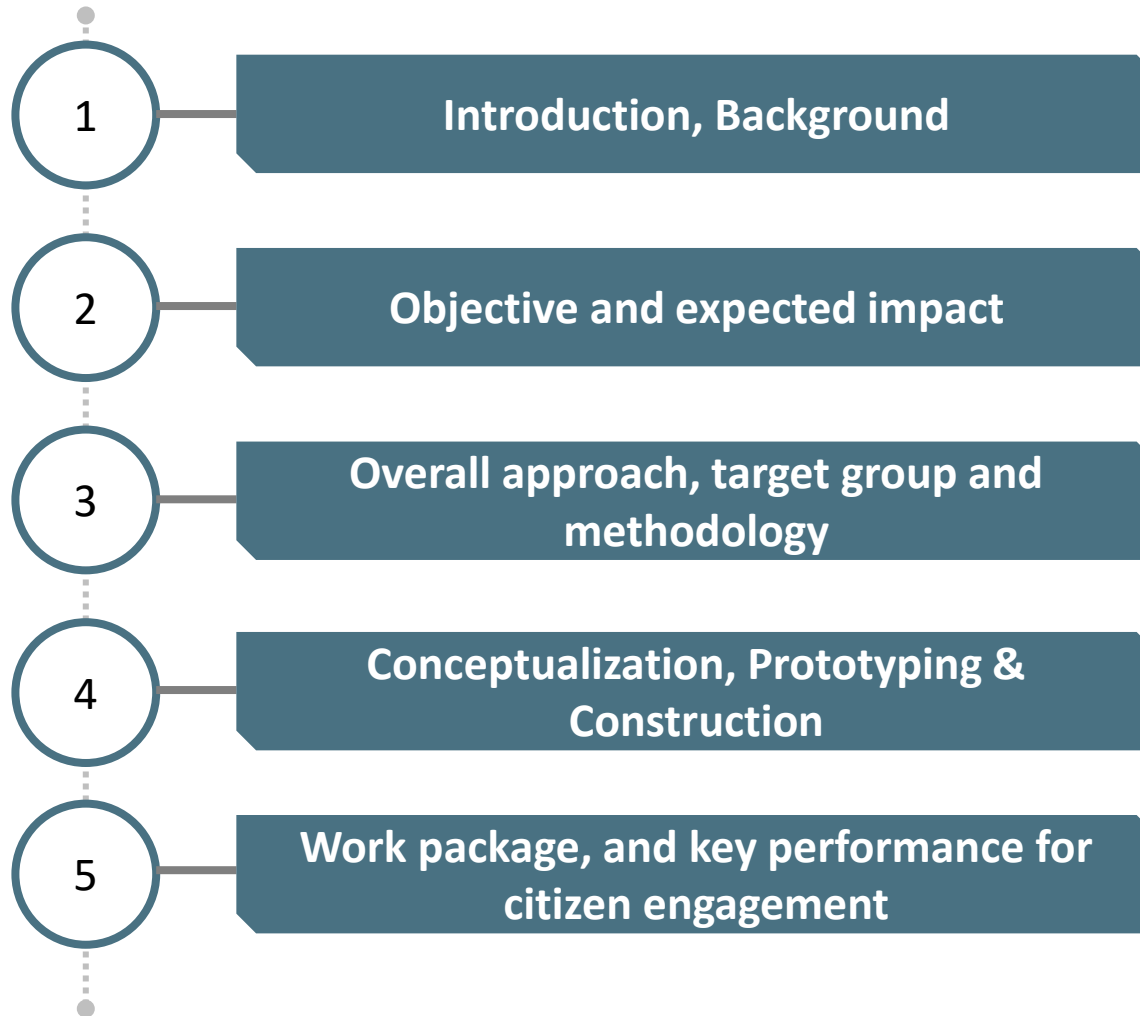 1
Introduction, Background
2
Objective and expected impact
3
Overall approach, target group and
methodology
4
Conceptualization, Prototyping &
Construction
5
Work package, and key performance for
citizen engagement